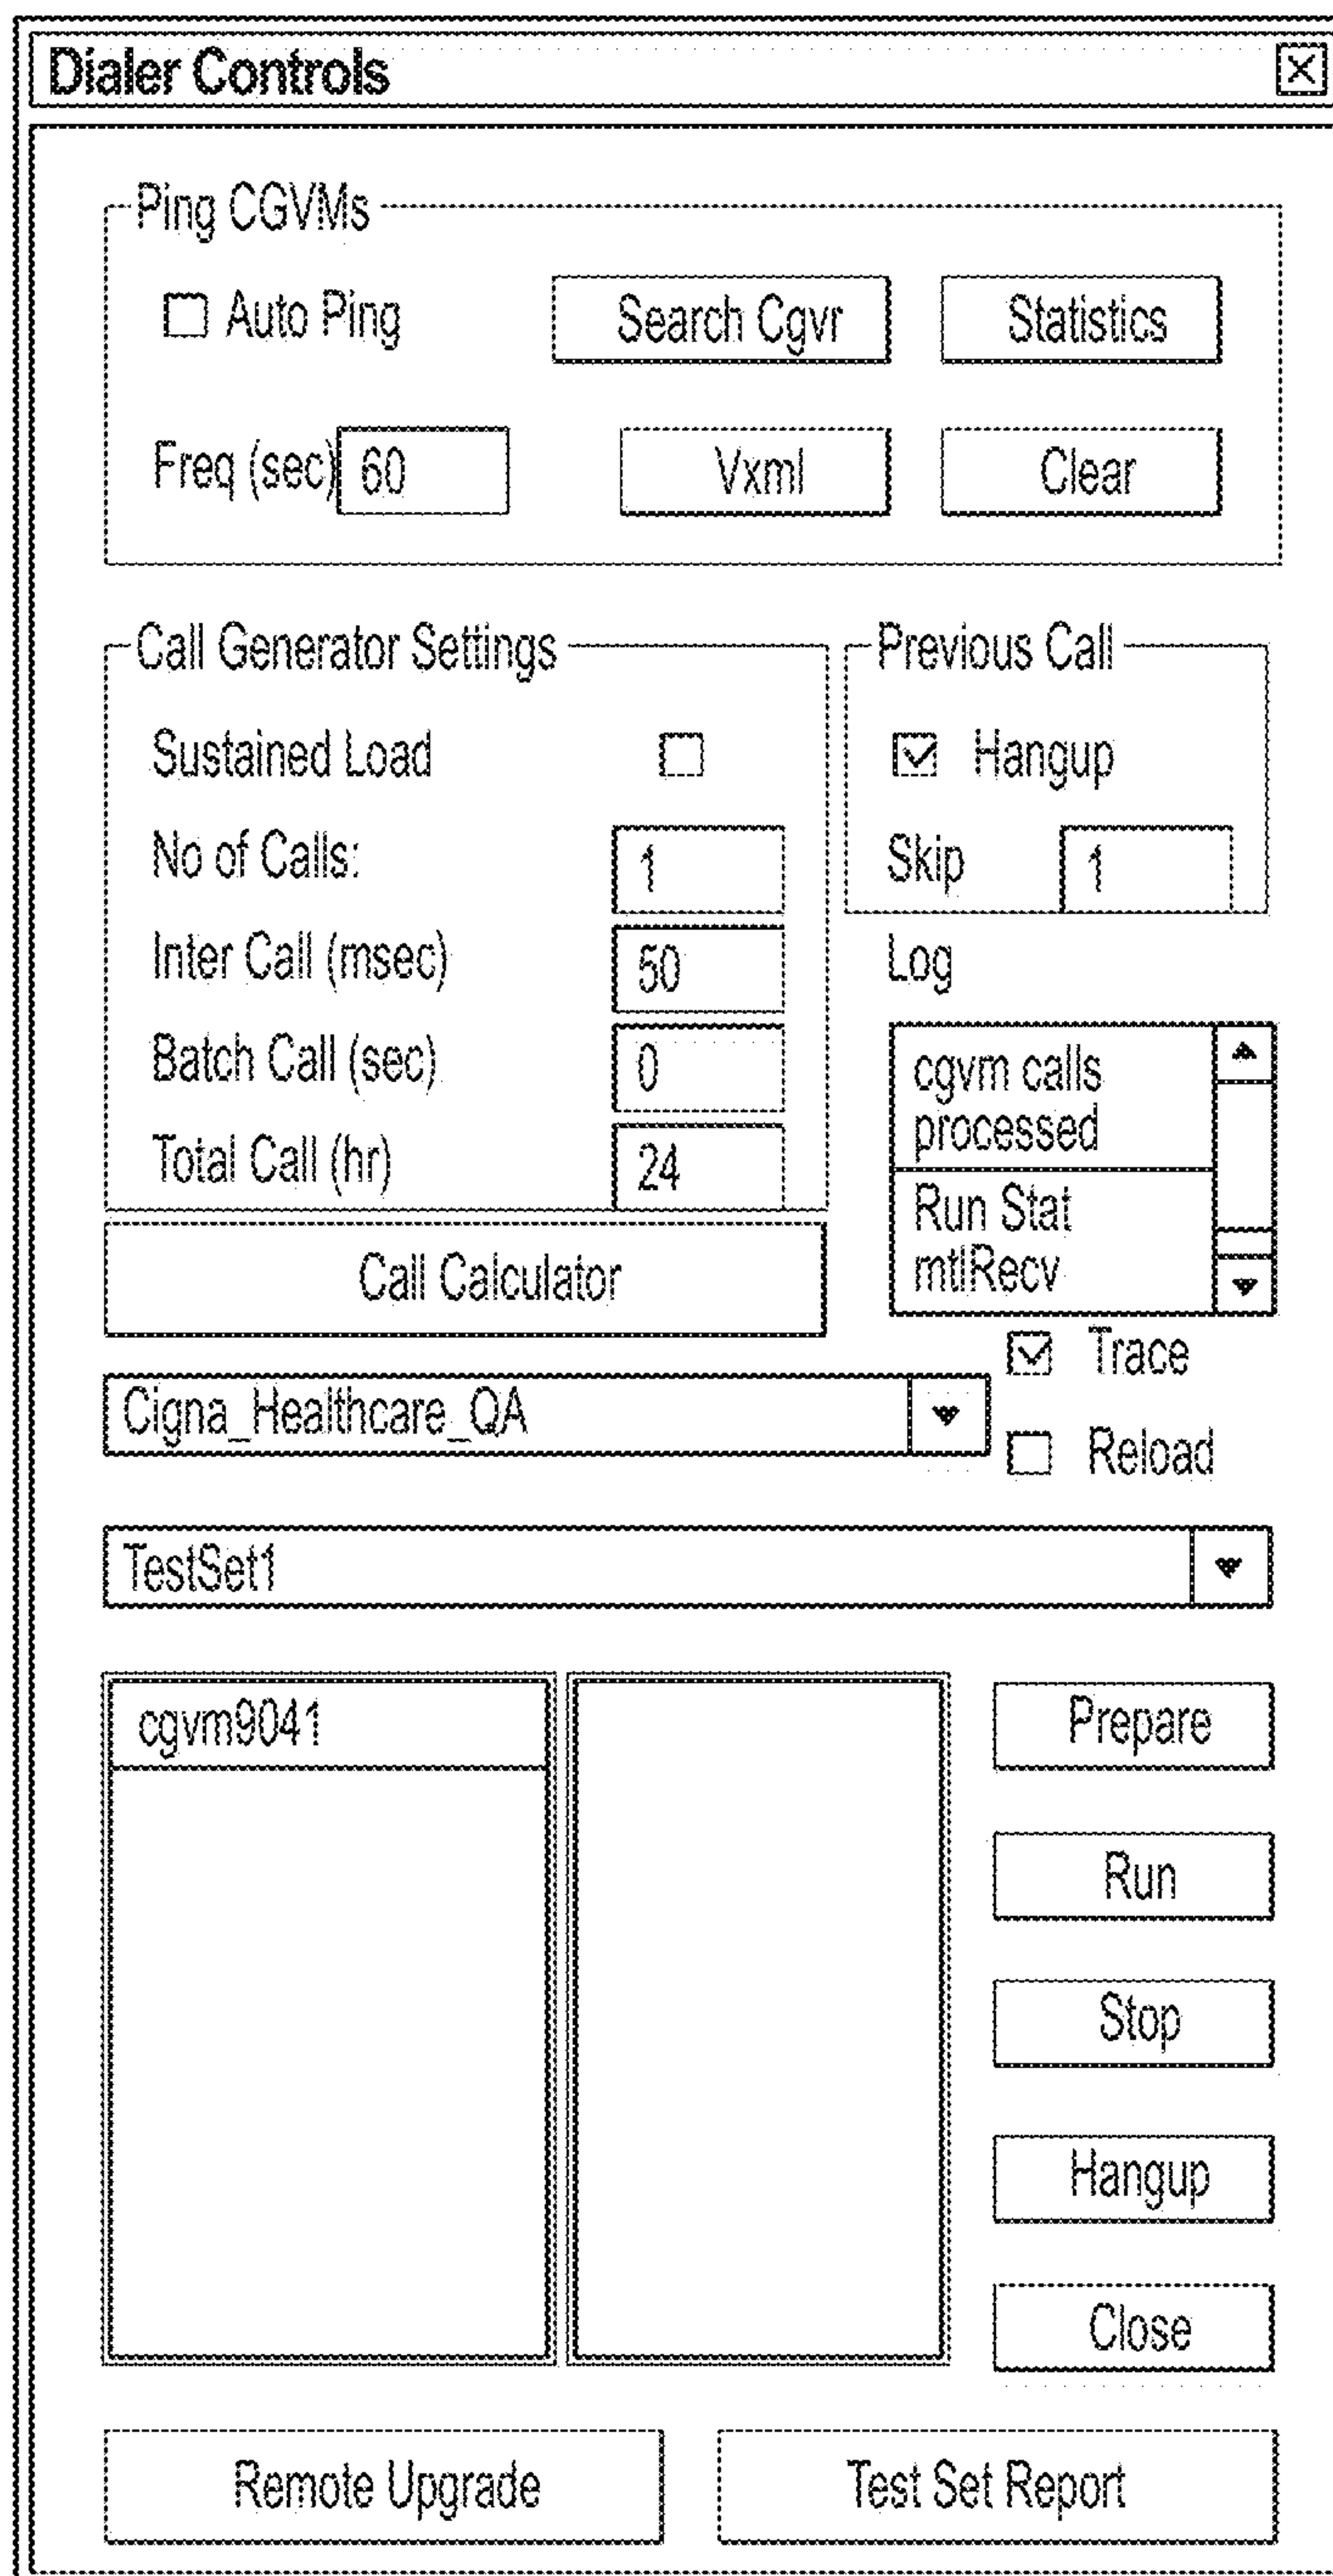 Dialer Controls
Ping CGVMs
Auto Ping
Search Cgvr
Statistics
Freq (sec) 60
Vxml
Clear
Call Generator Settings
Sustained Load
No of Calls: 1
Inter Call (msec) 50
Batch Call (sec) 0
Total Call (hr) 24
Call Calculator
Previous Call
Hangup
Skip 1
Log
cgvm calls
processed
Run Stat
mtlRecv
Trace
Cigna_Healthcare_QA
Reload
TestSet1
cgvm9041
Prepare
Run
Stop
Hangup
Close
Remote Upgrade
Test Set Report